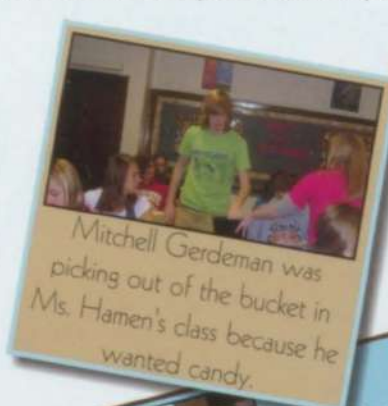 Mitchell Gerdeman was
picking out of the bucket in
Ms. Hamen's class because he
wanted candy.